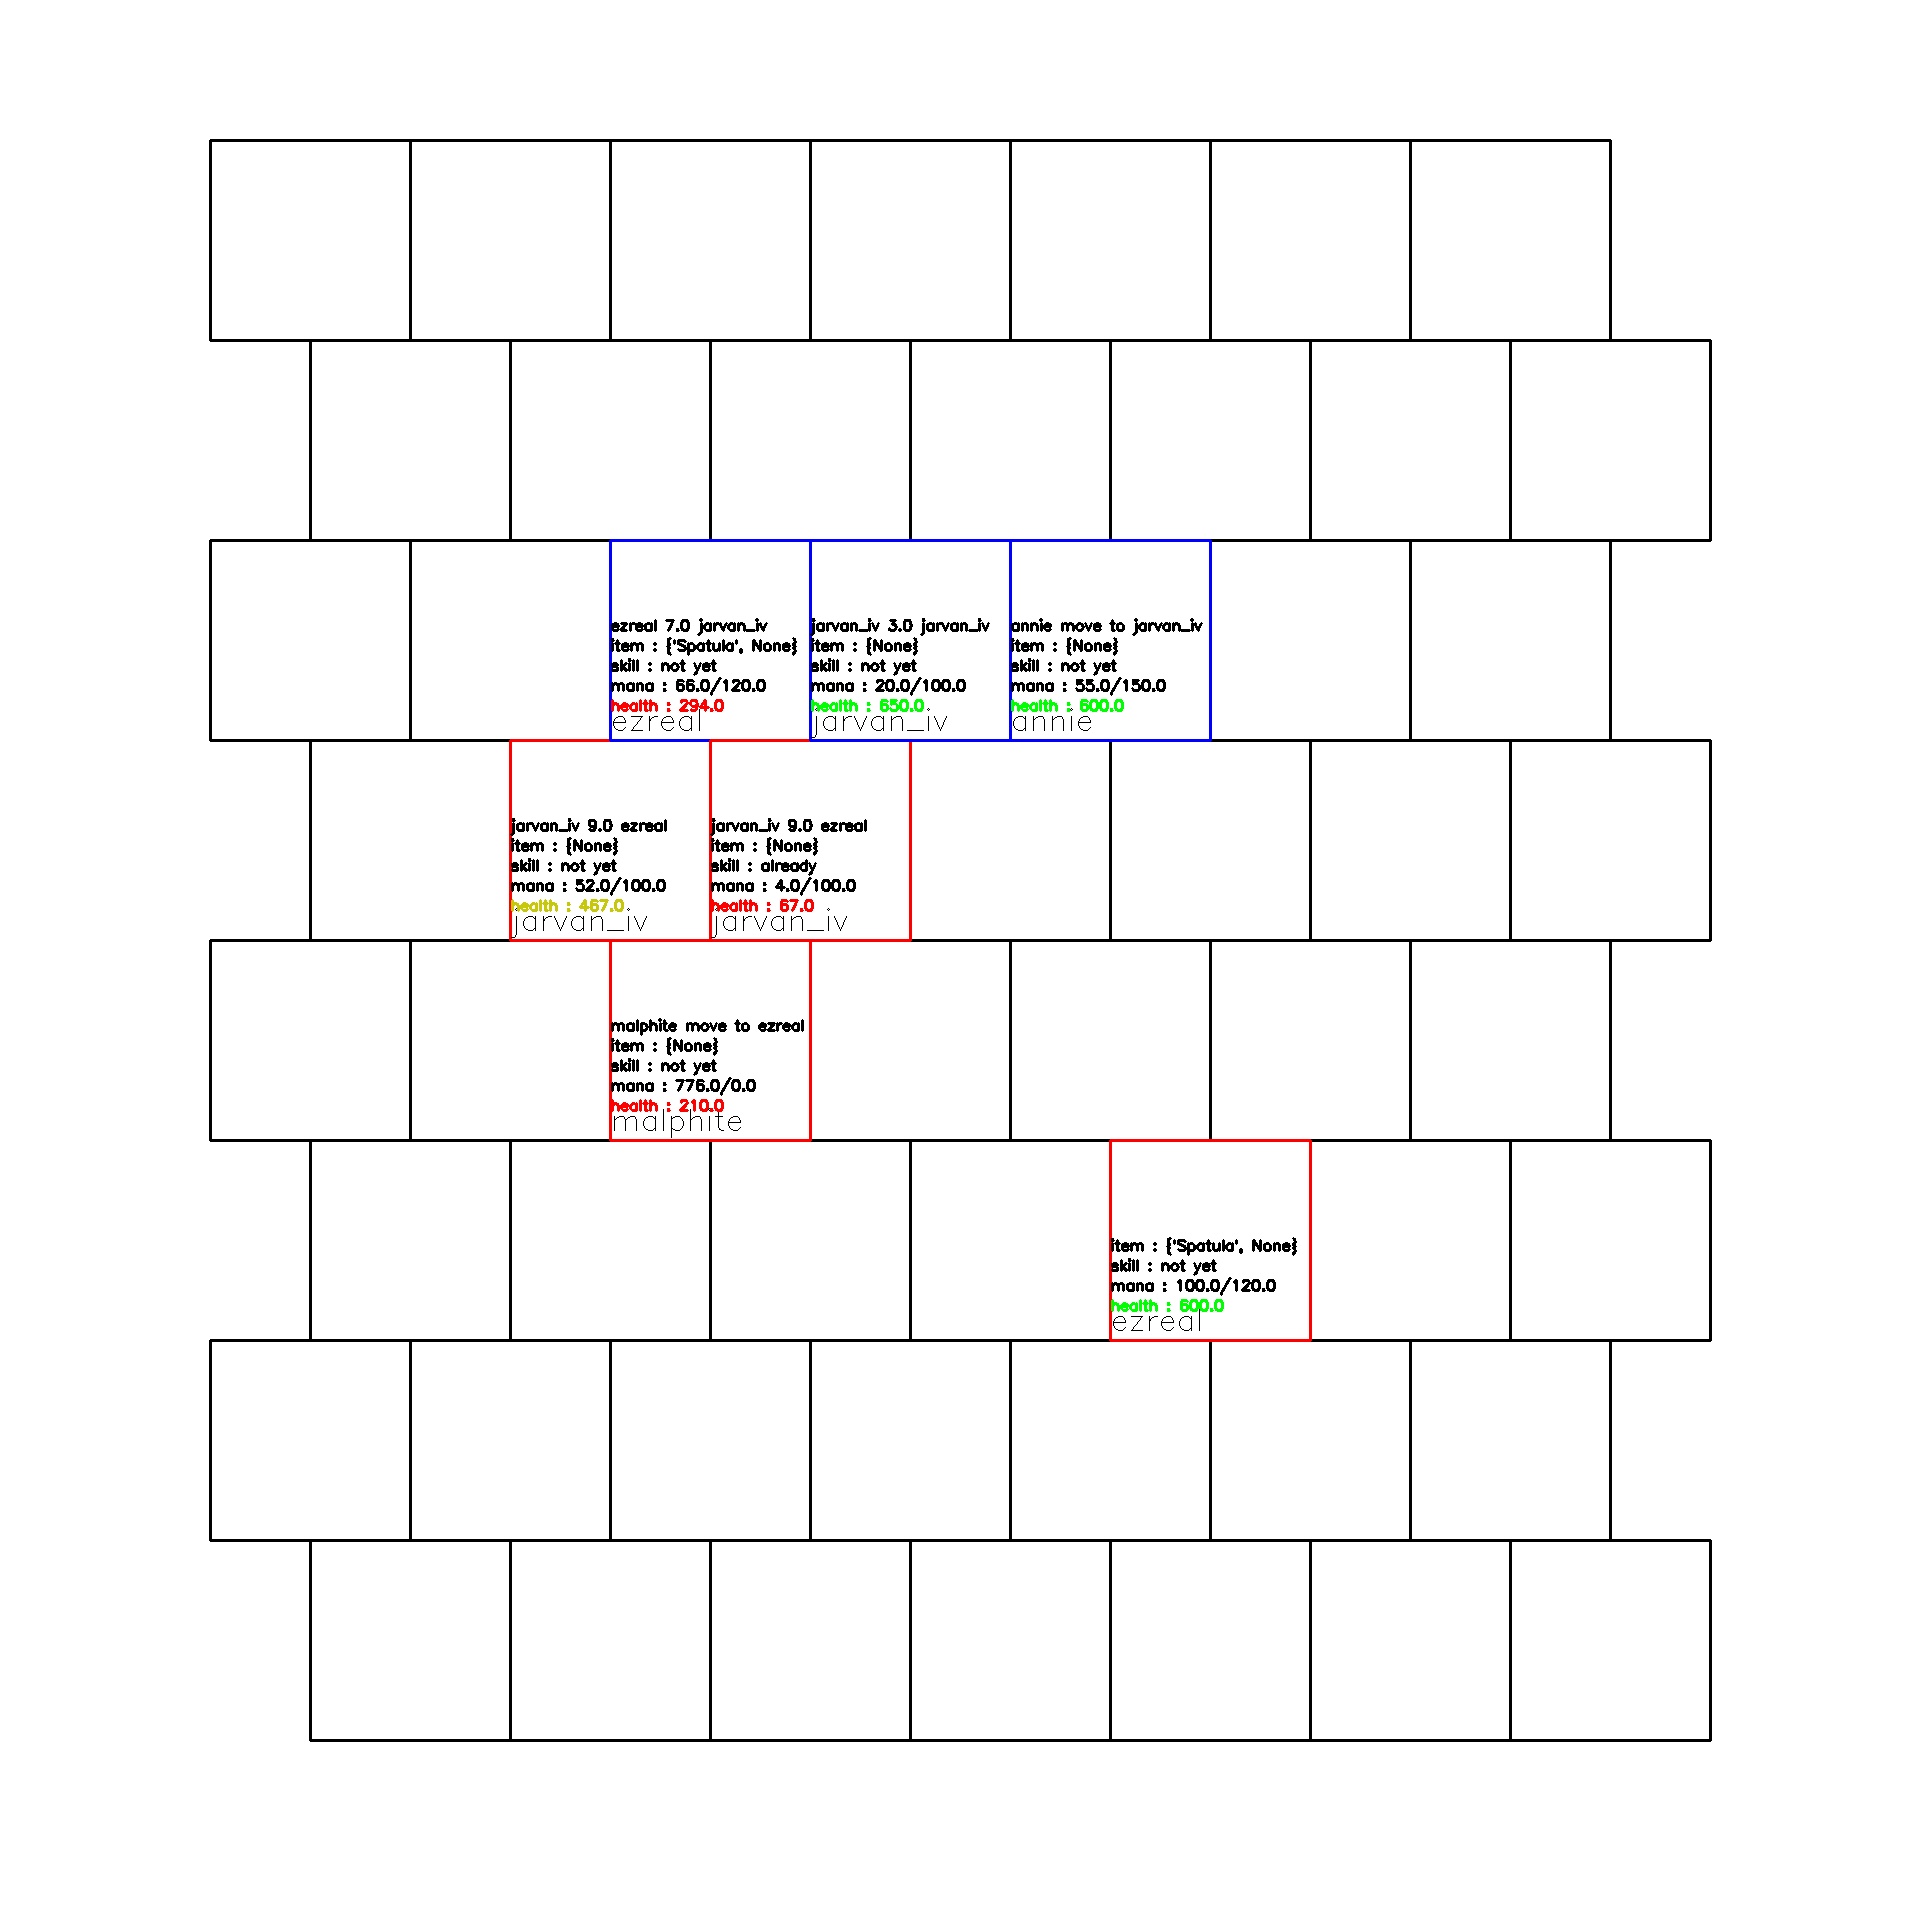 ezreal 7.0 jarvan_iv
item : {'Spatula', None}
skill : not yet
mana : 66.0/120.0
health : 294.0
ezreal
jarvan_iv 3.0 jarvan_iv
item : {None}
skill : not yet
mana : 20.0/100.0
health : 650.0
jarvan_iv
annie move to jarvan_iv
item : {None}
skill : not yet
mana : 55.0/150.0
health : 600.0
annie
jarvan_iv 9.0 ezreal
item : {None}
skill : not yet
mana : 52.0/100.0
health : 467.0
jarvan_iv
jarvan_iv 9.0 ezreal
item : {None}
skill : already
mana : 4.0/100.0
health : 67.0
jarvan_iv
malphite move to ezreal
item : {None}
skill : not yet
mana : 776.0/0.0
health : 210.0
malphite
item : {'Spatula', None}
skill : not yet
mana : 100.0/120.0
health : 600.0
ezreal